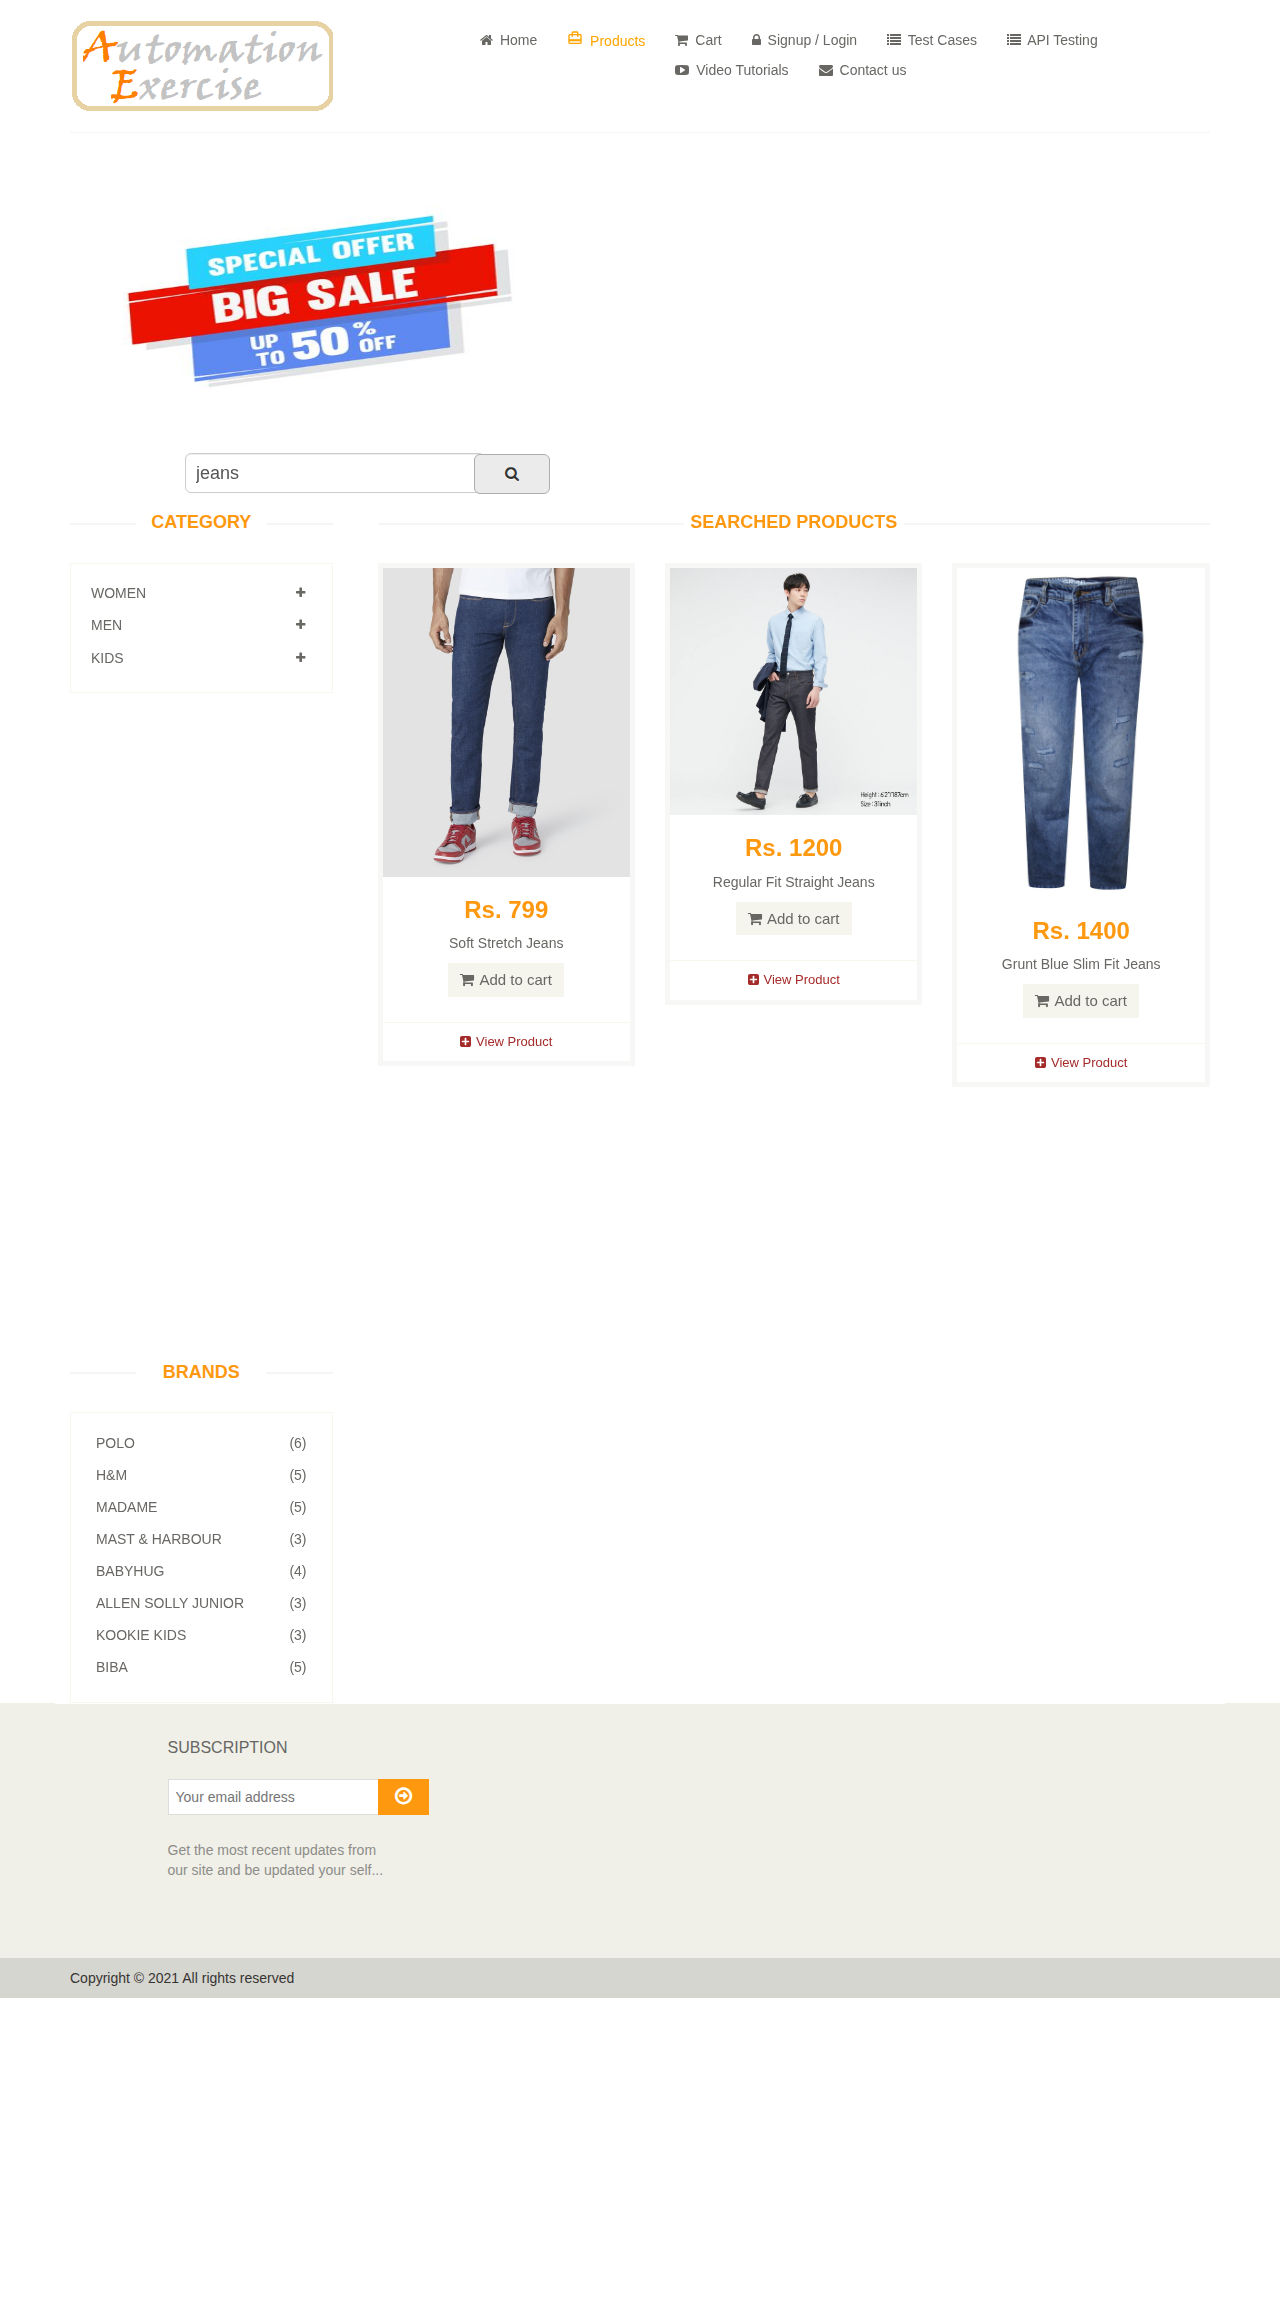 Automation
Exercise
Home
Products
Cart
Signup / Login
Test Cases
API Testing
Video Tutorials
Contact us
SPECIAL OFFER
BIG SALE
UP TO 50% OFF
jeans
CATEGORY
WOMEN
MEN
KIDS
SEARCHED PRODUCTS
Rs. 799
Soft Stretch Jeans
Add to cart
View Product
Height : 6'2"/187cm
Size : 31inch
Rs. 1200
Regular Fit Straight Jeans
Add to cart
View Product
Rs. 1400
Grunt Blue Slim Fit Jeans
Add to cart
View Product
BRANDS
POLO (6)
H&M (5)
MADAME (5)
MAST & HARBOUR (3)
BABYHUG (4)
ALLEN SOLLY JUNIOR (3)
KOOKIE KIDS (3)
BIBA (5)
SUBSCRIPTION
Your email address
Get the most recent updates from
our site and be updated your self...
Copyright © 2021 All rights reserved